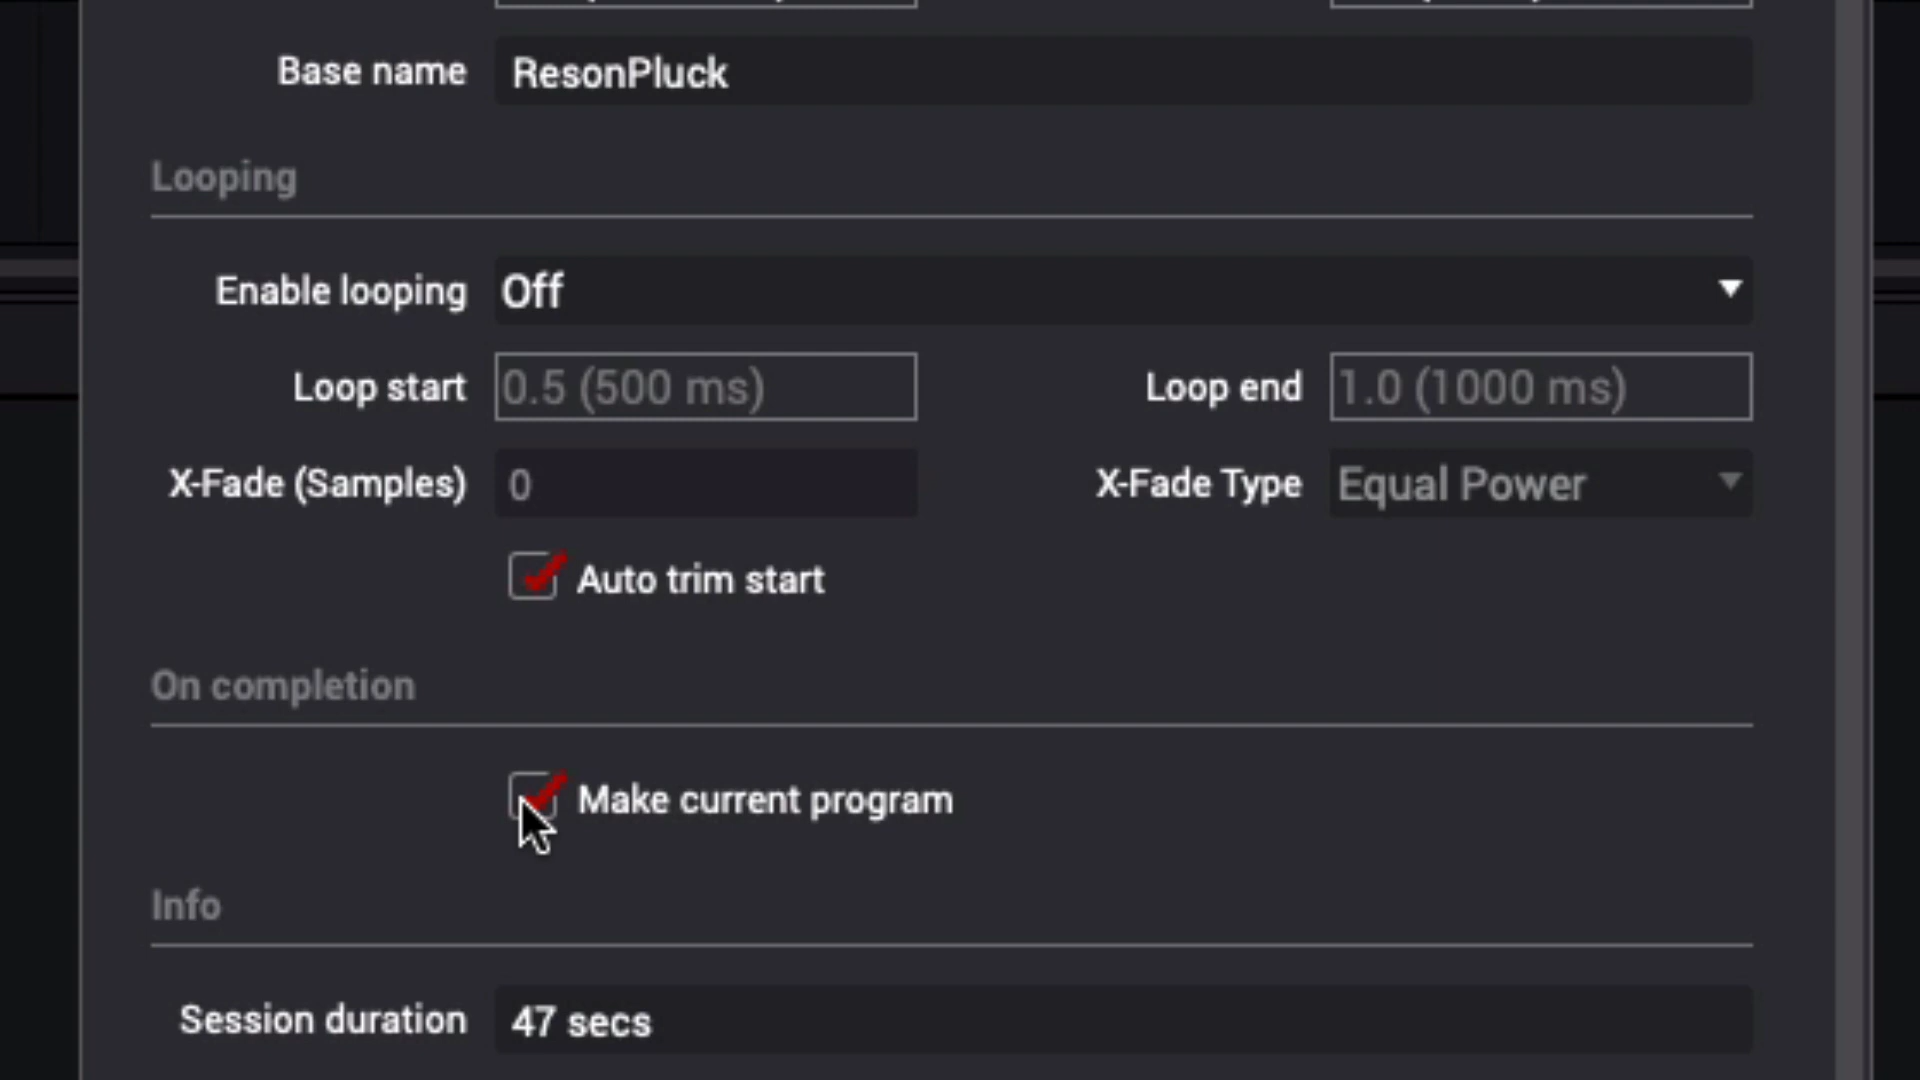 Base name ResonPluck
Looping
Enable looping Off
Loop start 0.5 (500 ms) Loop end 1.0 (1000 ms)
X-Fade (Samples) 0 X-Fade Type Equal Power
Auto trim start
On completion
Make current program
Info
Session duration 47 secs